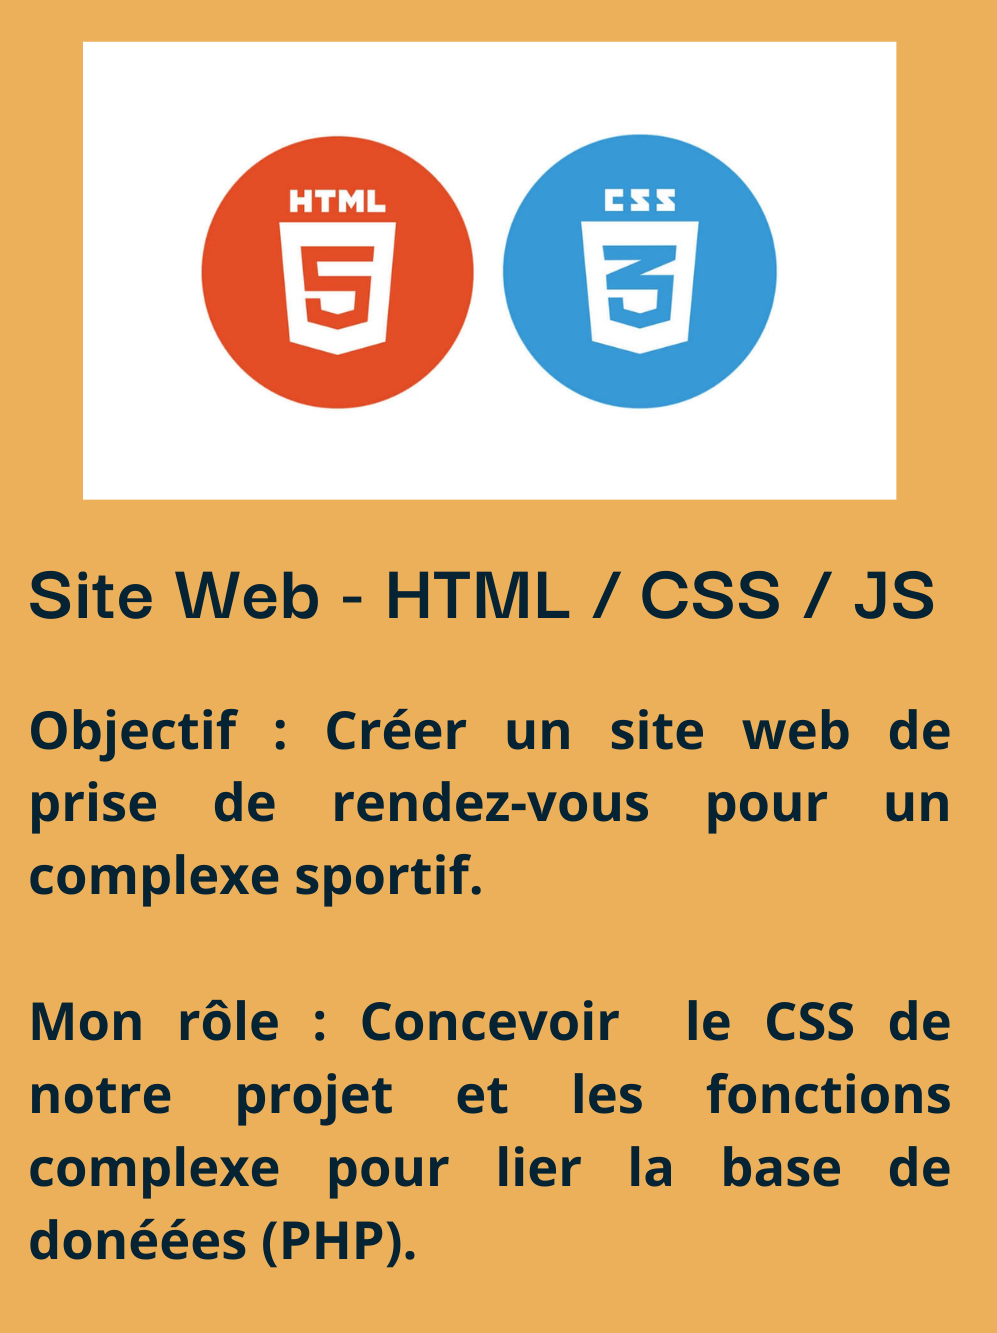 HTML
5
CSS
3
Site Web - HTML / CSS / JS
Objectif : Créer un site web de
prise de rendez-vous pour un
complexe sportif.
Mon rôle : Concevoir le CSS de
notre projet et les fonctions
complexe pour lier la base de
donéées (PHP).